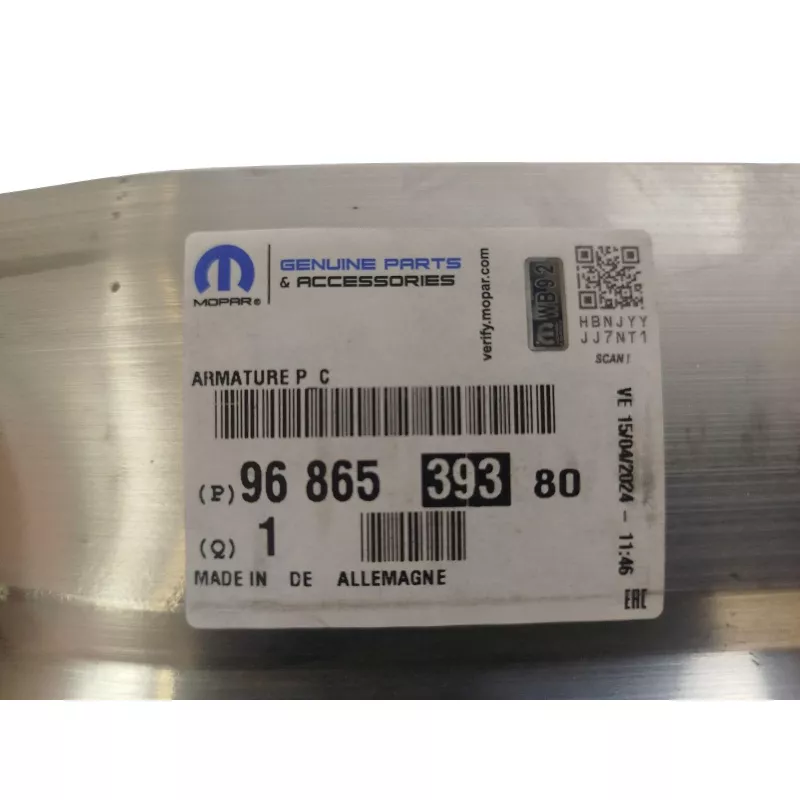 MOPAR®
GENUINE PARTS
& ACCESSORIES
verify.mopar.com
WB92
HBNJYY
JJ7NT1
SCAN!
ARMATURE P C
(P) 96 865 393 80
(Q) 1
MADE IN DE ALLEMAGNE
VE 15/04/2024 - 11:46
EAC